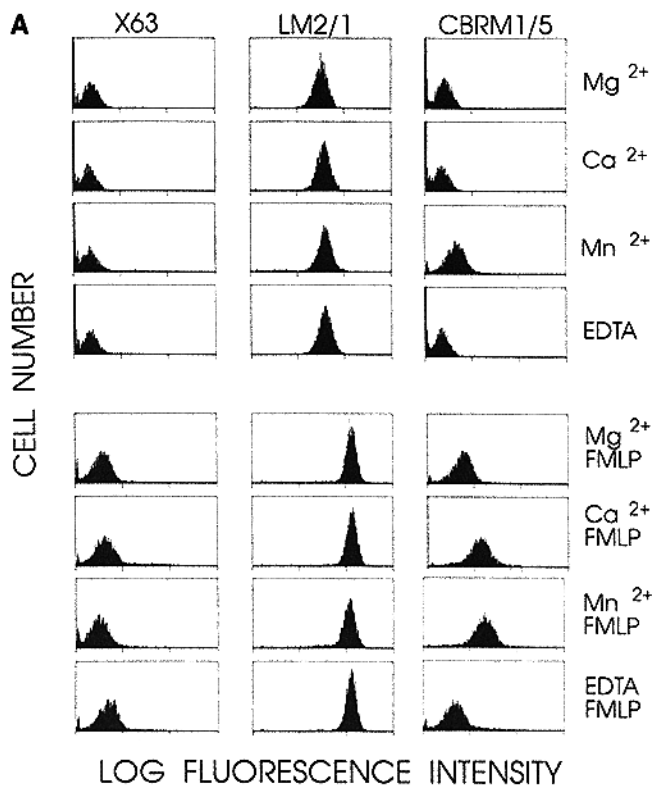 A
X63 LM2/1 CBRM1/5
Mg 2+
Ca 2+
Mn 2+
EDTA
Mg 2+
FMLP
Ca 2+
FMLP
Mn 2+
FMLP
EDTA
FMLP
CELL NUMBER
LOG FLUORESCENCE INTENSITY